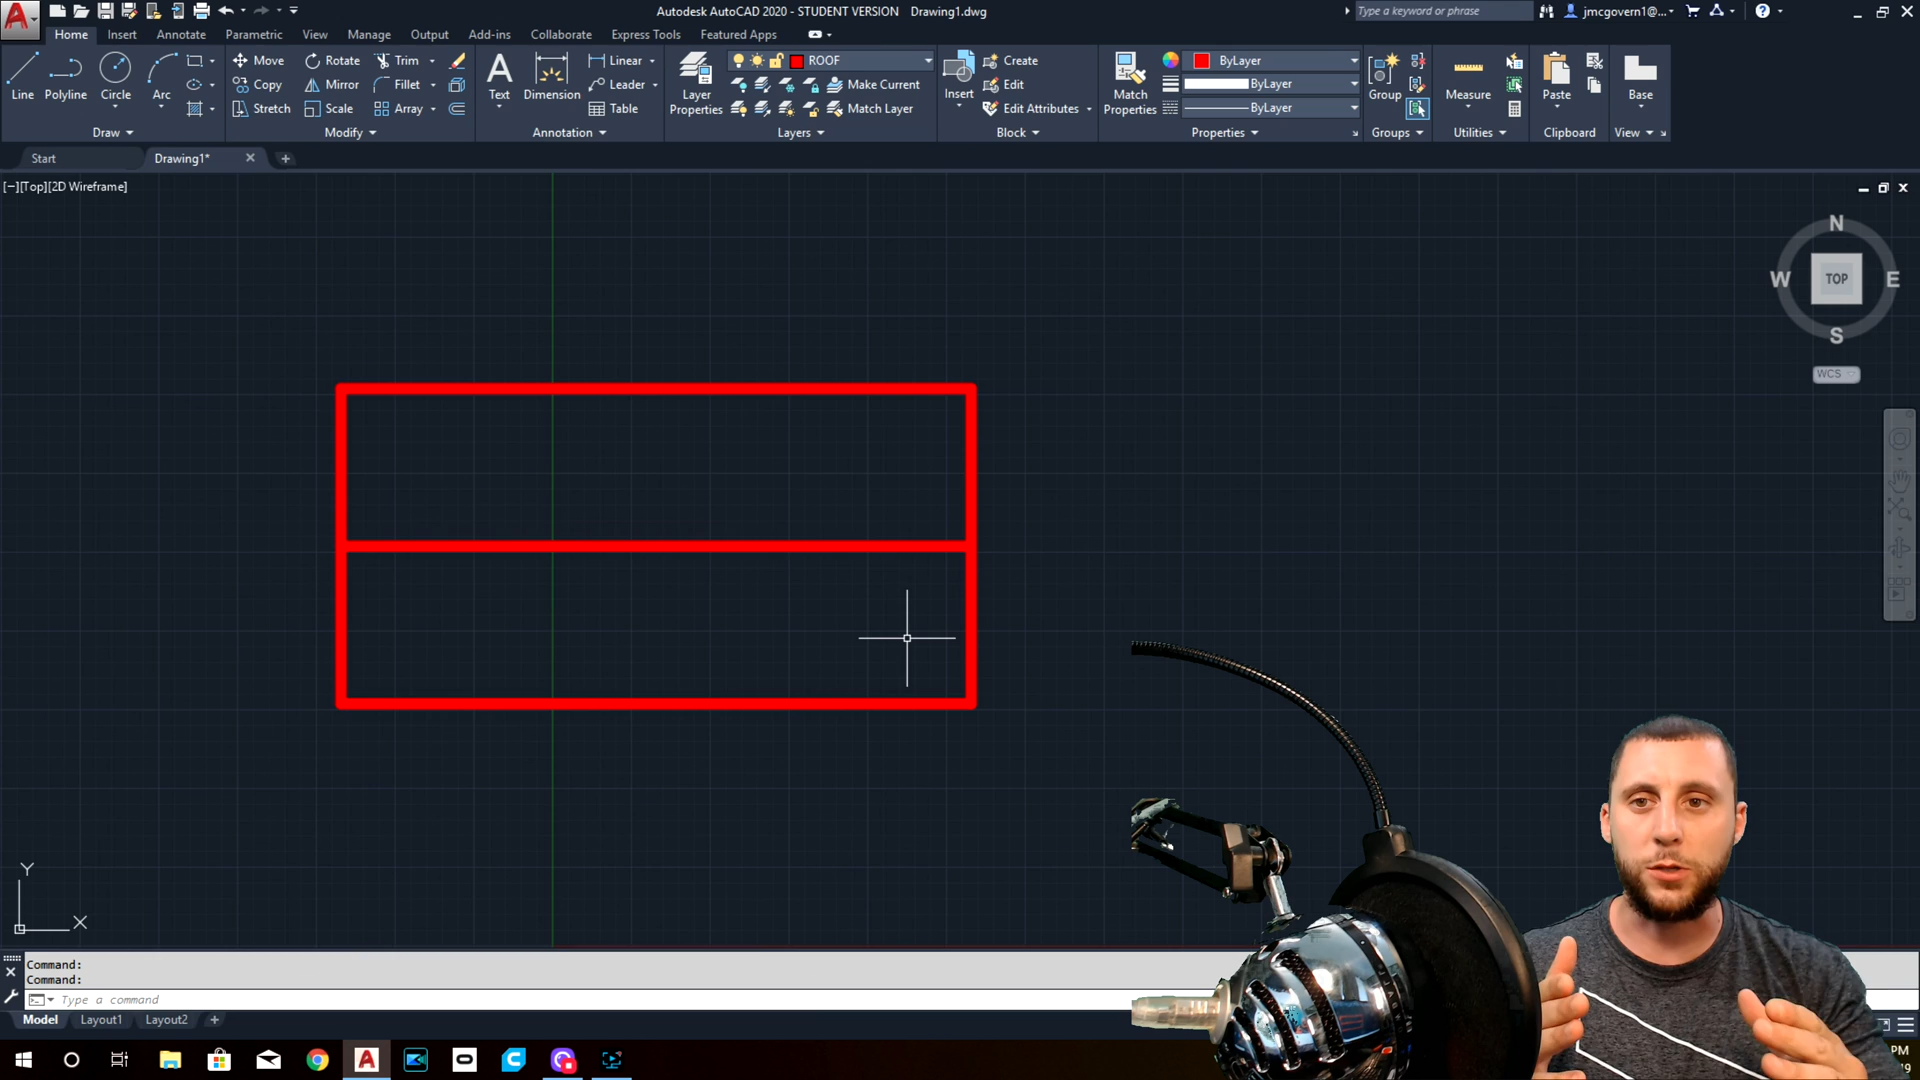 Autodesk AutoCAD 2020 - STUDENT VERSION Drawing1.dwg
Type a keyword or phrase
jmcgovern1@...
Home Insert Annotate Parametric View Manage Output Add-ins Collaborate Express Tools Featured Apps
Line Polyline Circle Arc
Draw
Move Rotate Trim
Copy Mirror Fillet
Stretch Scale Array
Modify
Text Dimension
Linear
Leader
Table
Annotation
Layer Properties
ROOF
Make Current
Match Layer
Layers
Insert
Create
Edit
Edit Attributes
Block
Match Properties
ByLayer
ByLayer
ByLayer
Properties
Group
Groups
Measure
Utilities
Paste
Clipboard
Base
View
Start Drawing1*
[−][Top][2D Wireframe]
N
W TOP E
S
WCS
Y
X
Command:
Command:
Type a command
Model Layout1 Layout2
PM